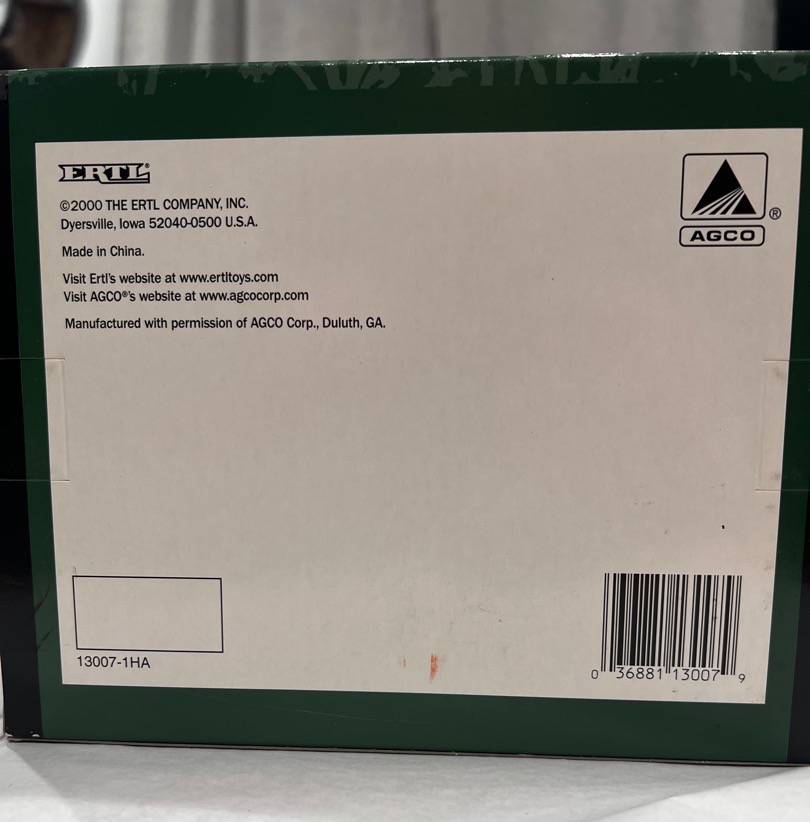 ERTL®
©2000 THE ERTL COMPANY, INC.
Dyersville, Iowa 52040-0500 U.S.A.
Made in China.
Visit Ertl's website at www.ertltoys.com
Visit AGCO®'s website at www.agcocorp.com
Manufactured with permission of AGCO Corp., Duluth, GA.
®
AGCO
13007-1HA
0 36881 13007 9